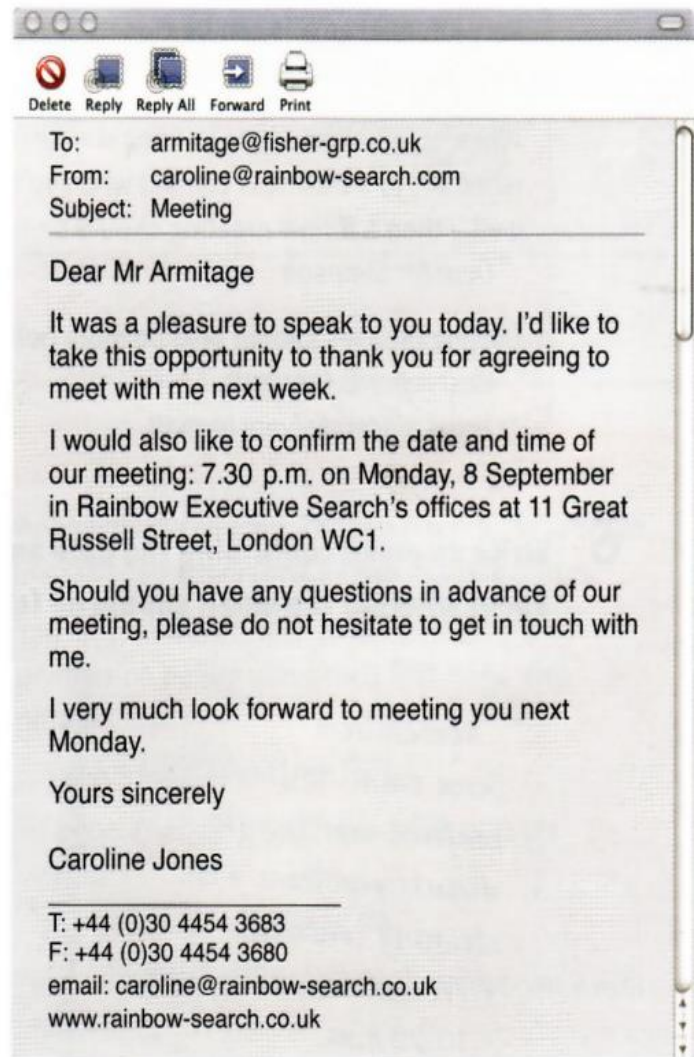 Delete Reply Reply All Forward Print
To: armitage@fisher-grp.co.uk
From: caroline@rainbow-search.com
Subject: Meeting
Dear Mr Armitage
It was a pleasure to speak to you today. I'd like to
take this opportunity to thank you for agreeing to
meet with me next week.
I would also like to confirm the date and time of
our meeting: 7.30 p.m. on Monday, 8 September
in Rainbow Executive Search's offices at 11 Great
Russell Street, London WC1.
Should you have any questions in advance of our
meeting, please do not hesitate to get in touch with
me.
I very much look forward to meeting you next
Monday.
Yours sincerely
Caroline Jones
T: +44 (0)30 4454 3683
F: +44 (0)30 4454 3680
email: caroline@rainbow-search.co.uk
www.rainbow-search.co.uk